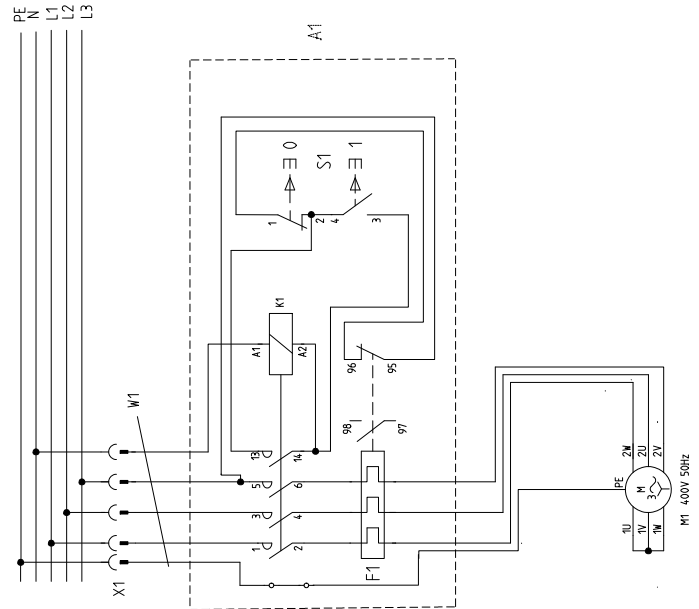 PE
N
L1
L2
L3
A1
W1
X1
0
S1
1
1
2
4
3
K1
A1
A2
96
95
98
97
13
14
5
6
3
4
1
2
F1
PE
2W
2U
2V
M
3
1U
1V
1W
M1 400V 50Hz